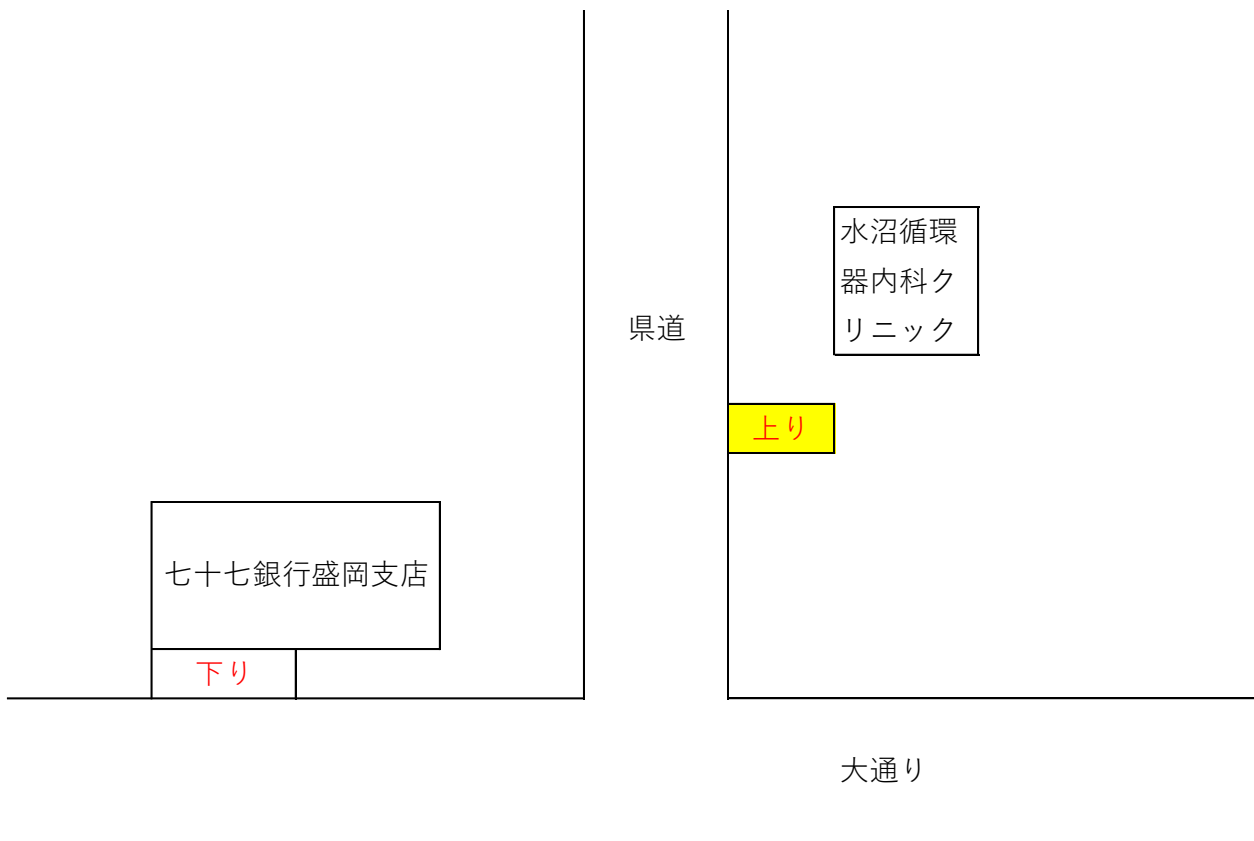 水沼循環
器内科ク
リニック
県道
上り
七十七銀行盛岡支店
下り
大通り